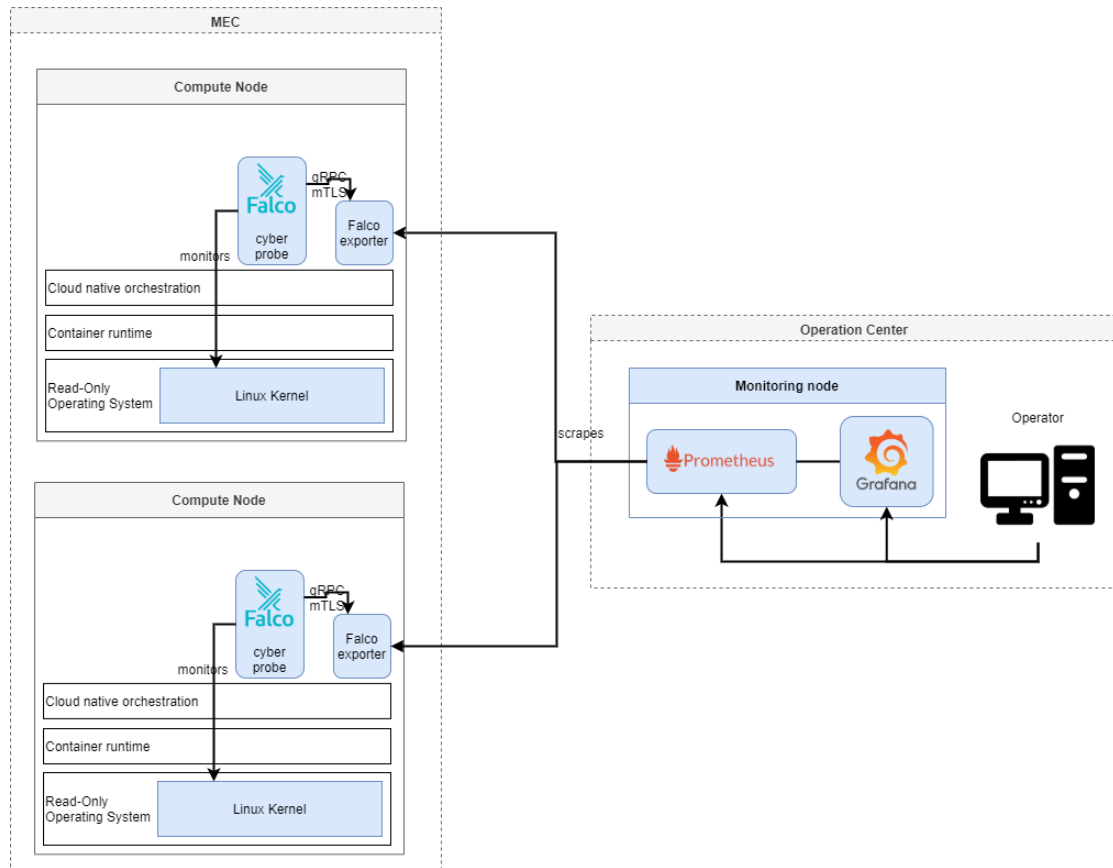 MEC
Compute Node
gRPC
mTLS
Falco
cyber
probe
Falco
exporter
monitors
Cloud native orchestration
Container runtime
Read-Only
Operating System
Linux Kernel
Compute Node
gRPC
mTLS
Falco
cyber
probe
Falco
exporter
monitors
Cloud native orchestration
Container runtime
Read-Only
Operating System
Linux Kernel
scrapes
Operation Center
Monitoring node
Prometheus
Grafana
Operator